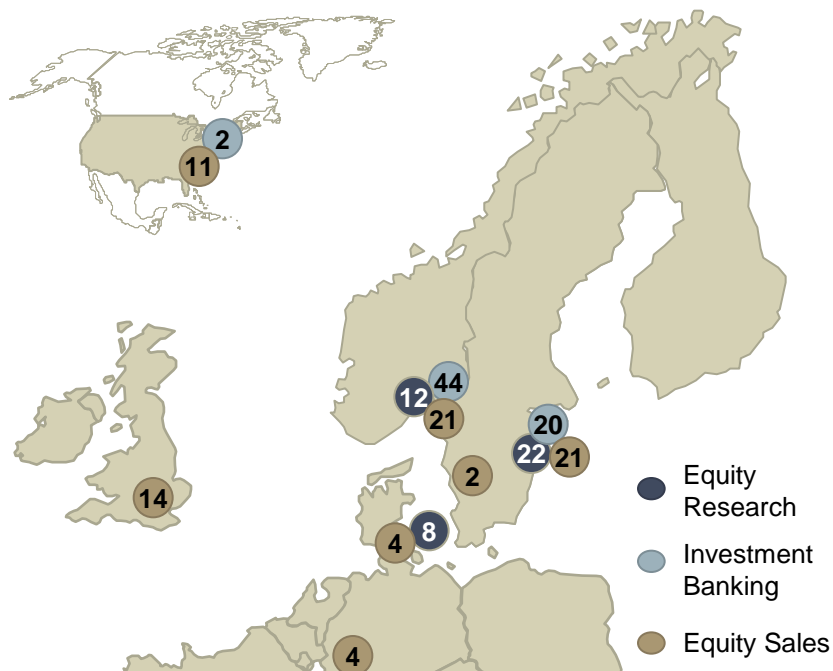 2
11
44
12
21
20
22
21
2
14
8
4
4
Equity
Research
Investment
Banking
Equity Sales